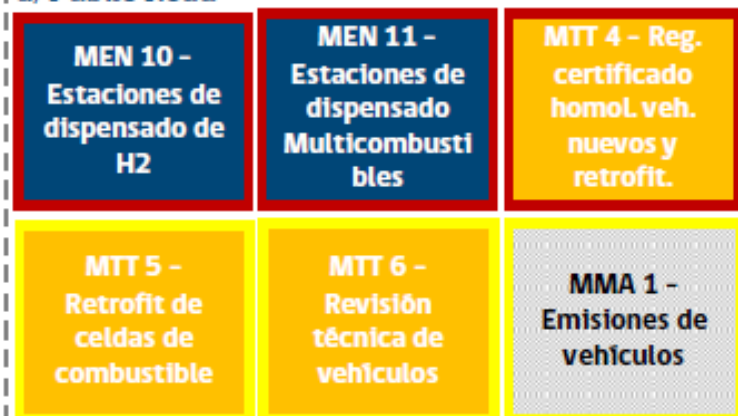 MEN 10 -
Estaciones de
dispensado de
H2
MEN 11 -
Estaciones de
dispensado
Multicombusti
bles
MTT 4 - Reg.
certificado
homol. veh.
nuevos y
retrofit.
MTT 5 -
Retrofit de
celdas de
combustible
MTT 6 -
Revisión
técnica de
vehículos
MMA 1 -
Emisiones de
vehículos